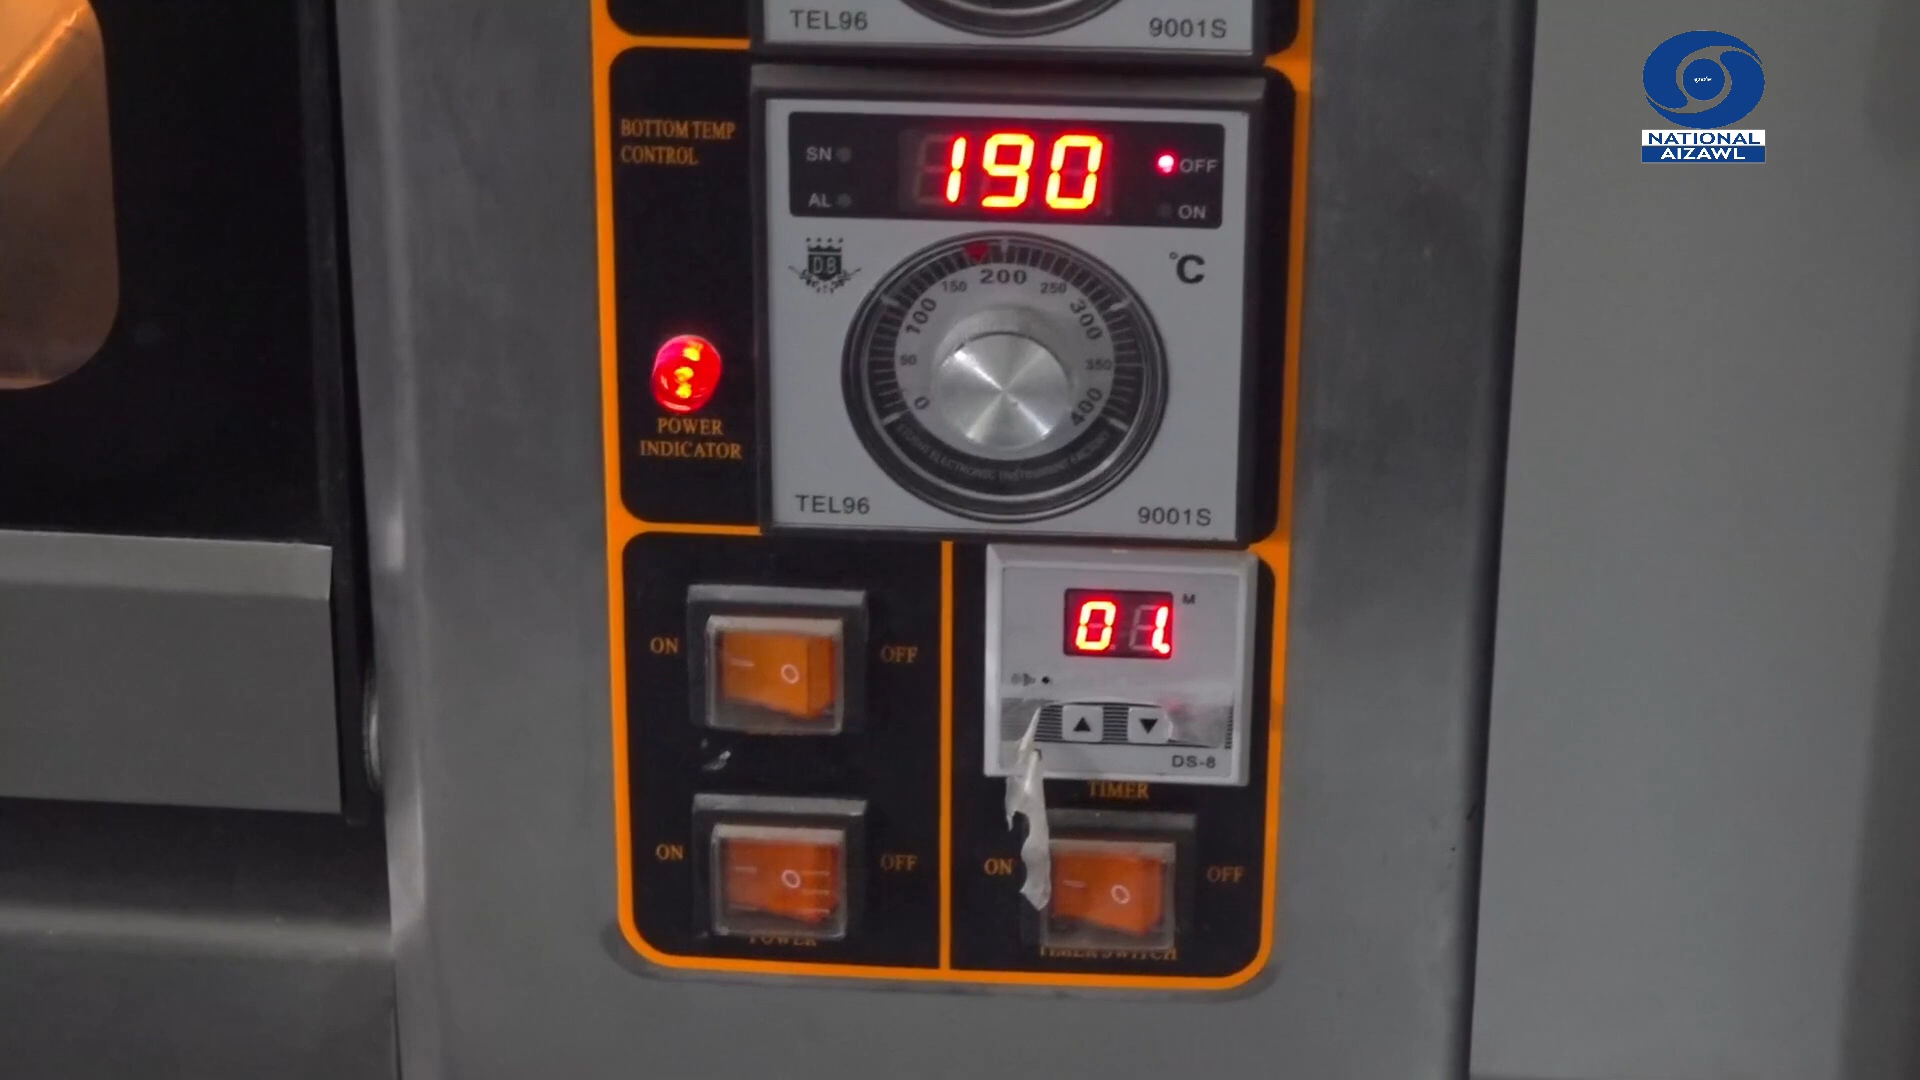 TEL96 9001S
NATIONAL
AIZAWL
BOTTOM TEMP
CONTROL
SN 190 OFF
AL ON
D.B
°C
0 50 100 150 200 250 300 350 400
ELECTRONIC INSTRUMENT FACTORY
POWER
INDICATOR
TEL96 9001S
01. M
ON OFF
DS-8
TIMER
ON OFF
ON OFF
POWER
TIMER SWITCH